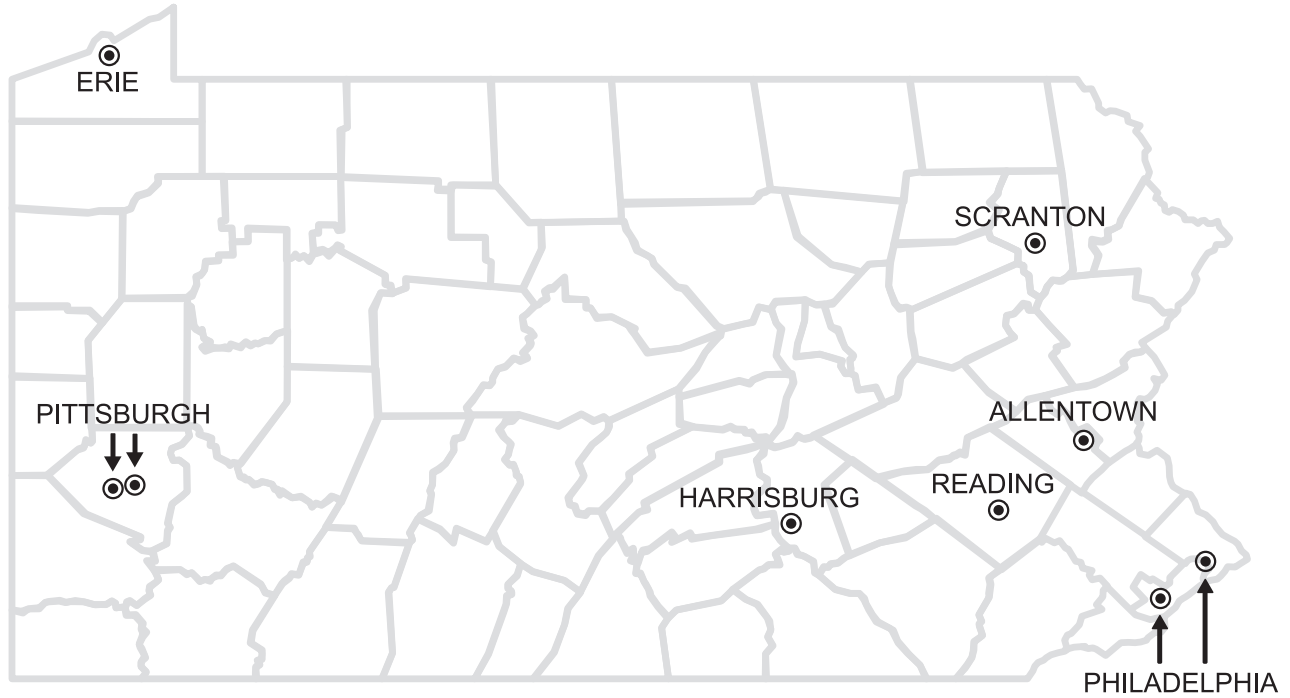 ERIE
SCRANTON
PITTSBURGH
ALLENTOWN
HARRISBURG
READING
PHILADELPHIA